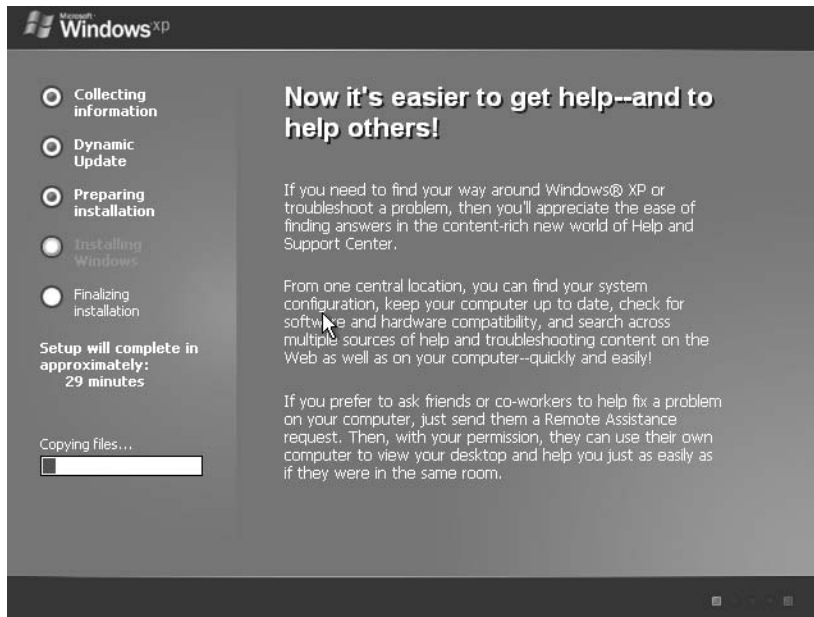 Microsoft
Windows xp
Collecting
information
Dynamic
Update
Preparing
installation
Installing
Windows
Finalizing
installation
Setup will complete in
approximately:
29 minutes
Copying files...
Now it's easier to get help--and to
help others!
If you need to find your way around Windows® XP or
troubleshoot a problem, then you'll appreciate the ease of
finding answers in the content-rich new world of Help and
Support Center.
From one central location, you can find your system
configuration, keep your computer up to date, check for
software and hardware compatibility, and search across
multiple sources of help and troubleshooting content on the
Web as well as on your computer--quickly and easily!
If you prefer to ask friends or co-workers to help fix a problem
on your computer, just send them a Remote Assistance
request. Then, with your permission, they can use their own
computer to view your desktop and help you just as easily as
if they were in the same room.